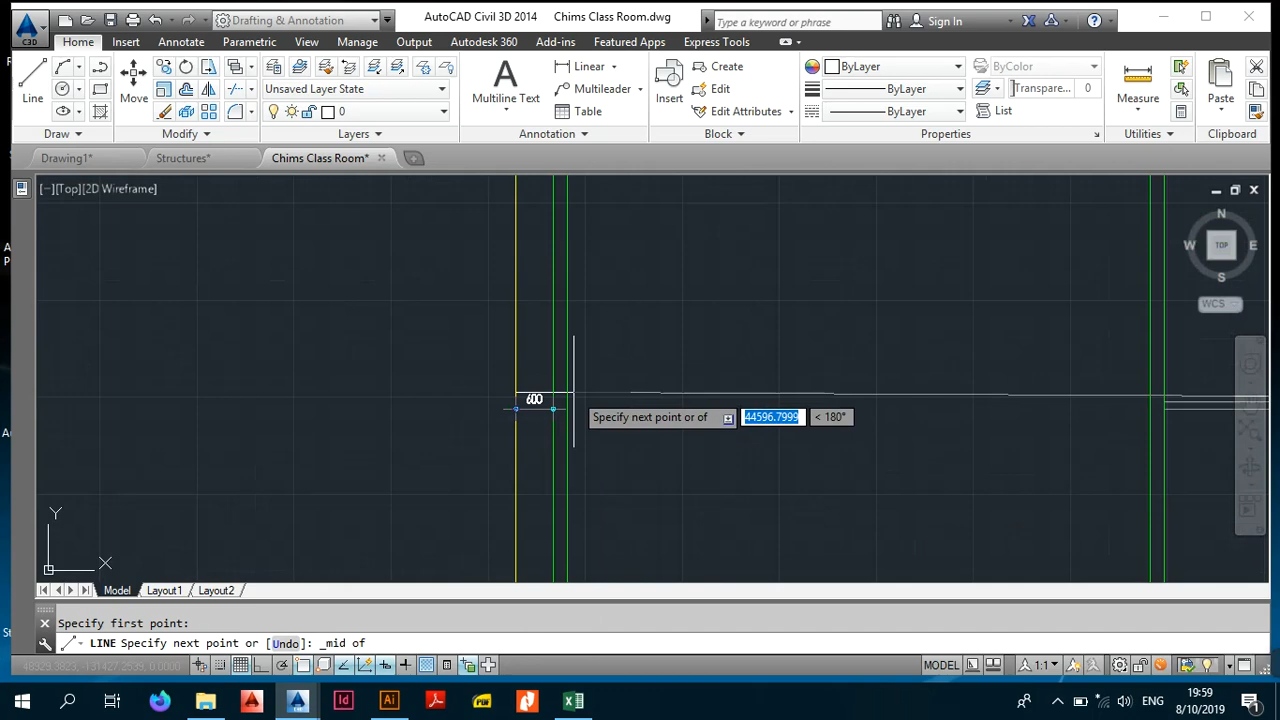 AutoCAD Civil 3D 2014 Chims Class Room.dwg
Drafting & Annotation
Type a keyword or phrase
Sign In
C3D
Home Insert Annotate Parametric View Manage Output Autodesk 360 Add-ins Featured Apps Express Tools
Line
Move
Unsaved Layer State
0
Multiline Text
Linear
Multileader
Table
Insert
Create
Edit
Edit Attributes
ByLayer
ByLayer
ByLayer
ByColor
Transpare... 0
List
Measure
Paste
Draw Modify Layers Annotation Block Properties Utilities Clipboard
Drawing1* Structures* Chims Class Room*
[−][Top][2D Wireframe]
N
W TOP E
S
WCS
600
Specify next point or of 44596.7999 < 180°
Y
X
Model Layout1 Layout2
Specify first point:
LINE Specify next point or [Undo]: _mid of
MODEL 1:1
ENG
19:59
8/10/2019